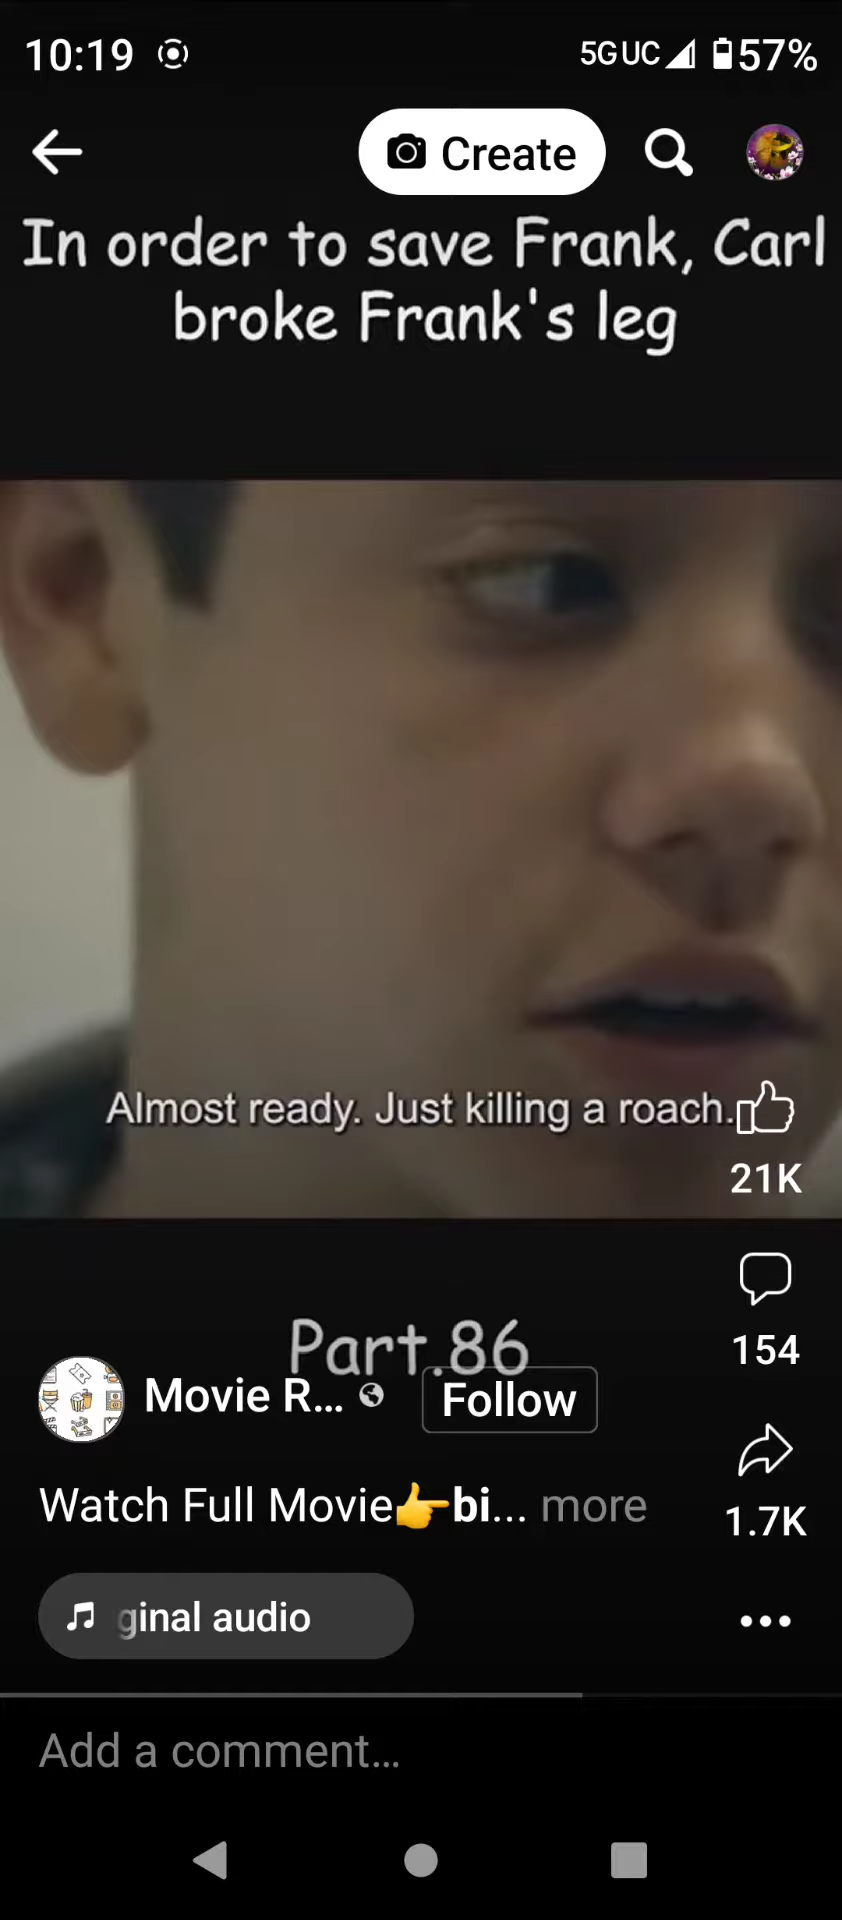 10:19 5G UC 57%
Create
In order to save Frank, Carl
broke Frank's leg
Almost ready. Just killing a roach.
21K
154
Part.86
Movie R... Follow
Watch Full Movie👉bi... more
1.7K
ginal audio
Add a comment...